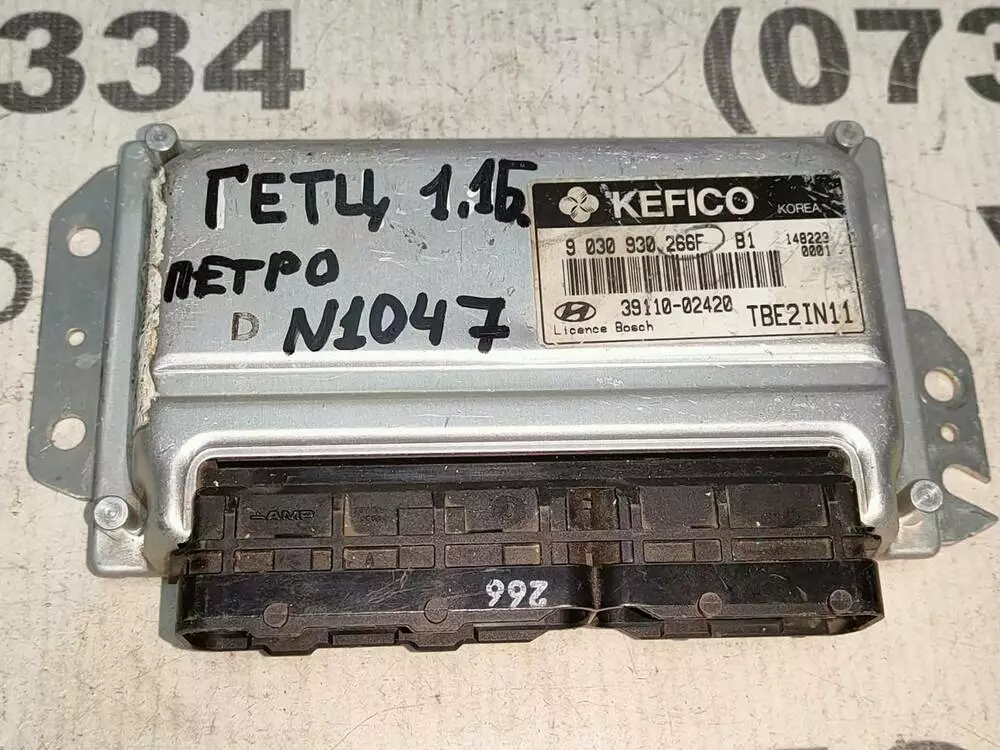 334
(073
ГЕТЦ 1.1Б.
ПЕТРО
D N1047
KEFICO KOREA
9 030 930 266F B1 148223
0001
39110-02420 TBE2IN11
Licence Bosch
AMP
A
266